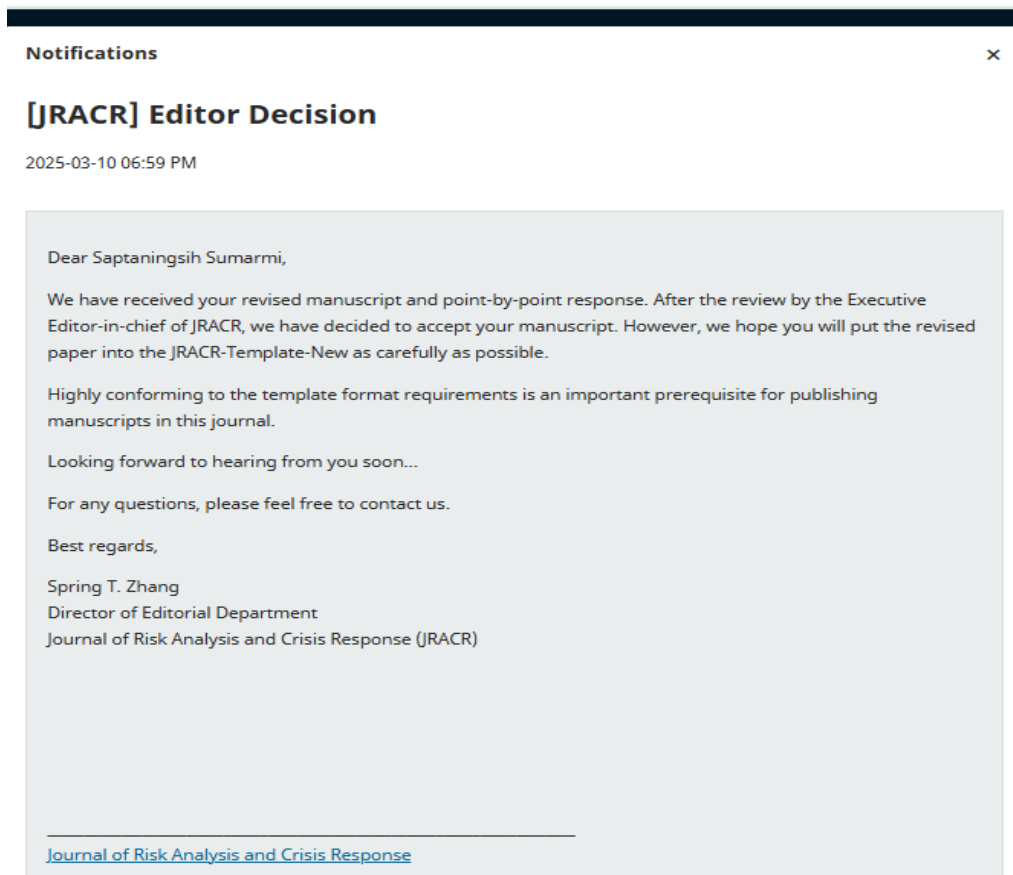 Notifications
×
[JRACR] Editor Decision
2025-03-10 06:59 PM
Dear Saptaningsih Sumarmi,
We have received your revised manuscript and point-by-point response. After the review by the Executive
Editor-in-chief of JRACR, we have decided to accept your manuscript. However, we hope you will put the revised
paper into the JRACR-Template-New as carefully as possible.
Highly conforming to the template format requirements is an important prerequisite for publishing
manuscripts in this journal.
Looking forward to hearing from you soon...
For any questions, please feel free to contact us.
Best regards,
Spring T. Zhang
Director of Editorial Department
Journal of Risk Analysis and Crisis Response (JRACR)
Journal of Risk Analysis and Crisis Response